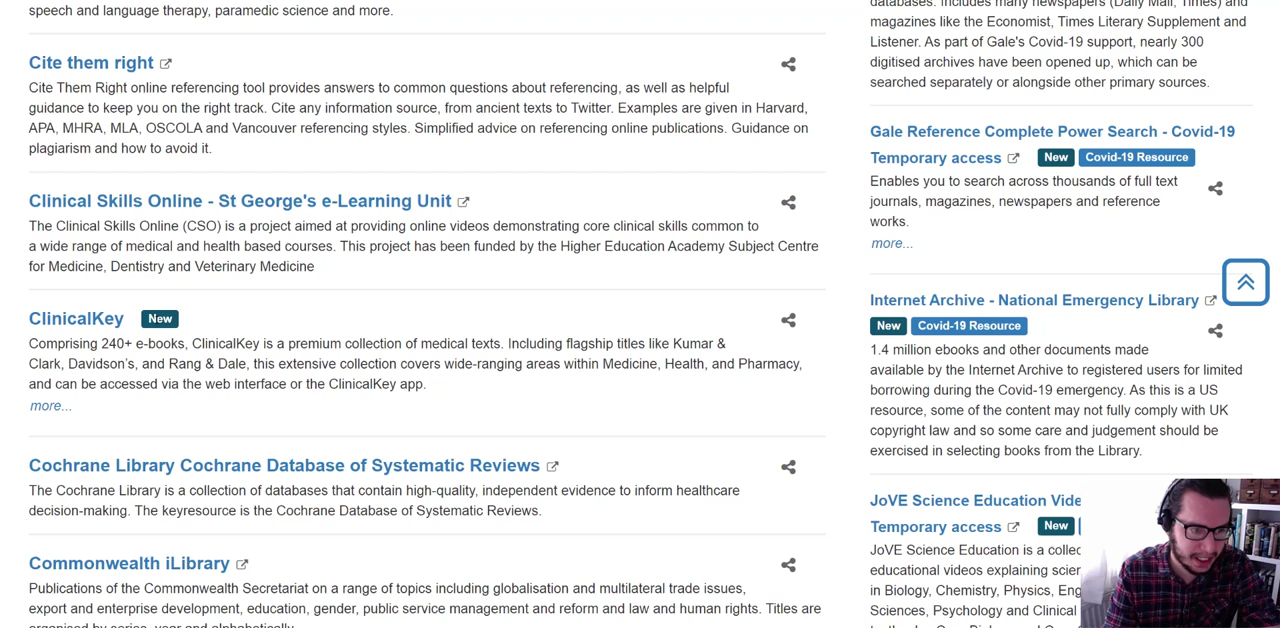 speech and language therapy, paramedic science and more.
Cite them right
Cite Them Right online referencing tool provides answers to common questions about referencing, as well as helpful
guidance to keep you on the right track. Cite any information source, from ancient texts to Twitter. Examples are given in Harvard,
APA, MHRA, MLA, OSCOLA and Vancouver referencing styles. Simplified advice on referencing online publications. Guidance on
plagiarism and how to avoid it.
Clinical Skills Online - St George's e-Learning Unit
The Clinical Skills Online (CSO) is a project aimed at providing online videos demonstrating core clinical skills common to
a wide range of medical and health based courses. This project has been funded by the Higher Education Academy Subject Centre
for Medicine, Dentistry and Veterinary Medicine
ClinicalKey New
Comprising 240+ e-books, ClinicalKey is a premium collection of medical texts. Including flagship titles like Kumar &
Clark, Davidson's, and Rang & Dale, this extensive collection covers wide-ranging areas within Medicine, Health, and Pharmacy,
and can be accessed via the web interface or the ClinicalKey app.
more...
Cochrane Library Cochrane Database of Systematic Reviews
The Cochrane Library is a collection of databases that contain high-quality, independent evidence to inform healthcare
decision-making. The keyresource is the Cochrane Database of Systematic Reviews.
Commonwealth iLibrary
Publications of the Commonwealth Secretariat on a range of topics including globalisation and multilateral trade issues,
export and enterprise development, education, gender, public service management and reform and law and human rights. Titles are
organised by series, year and alphabetically
databases. Includes many newspapers (Daily Mail, Times) and
magazines like the Economist, Times Literary Supplement and
Listener. As part of Gale's Covid-19 support, nearly 300
digitised archives have been opened up, which can be
searched separately or alongside other primary sources.
Gale Reference Complete Power Search - Covid-19
Temporary access New Covid-19 Resource
Enables you to search across thousands of full text
journals, magazines, newspapers and reference
works.
more...
Internet Archive - National Emergency Library
New Covid-19 Resource
1.4 million ebooks and other documents made
available by the Internet Archive to registered users for limited
borrowing during the Covid-19 emergency. As this is a US
resource, some of the content may not fully comply with UK
copyright law and so some care and judgement should be
exercised in selecting books from the Library.
JoVE Science Education Vide
Temporary access New
JoVE Science Education is a collec
educational videos explaining scien
in Biology, Chemistry, Physics, Eng
Sciences, Psychology and Clinical